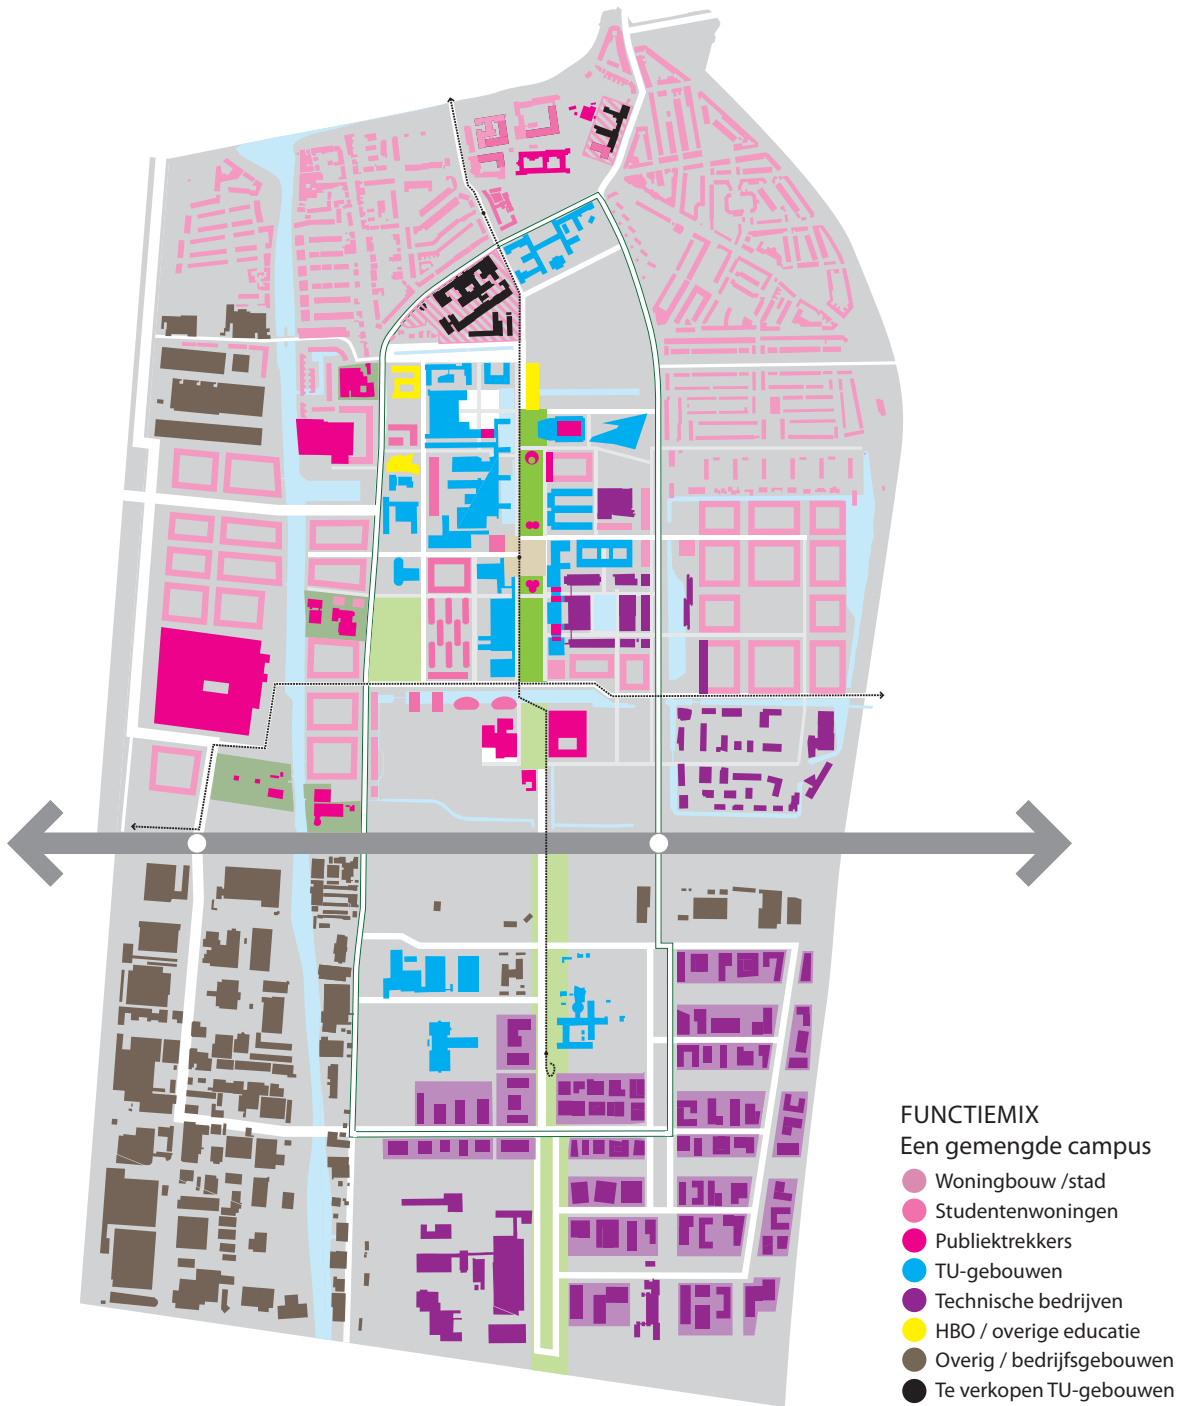 FUNCTIEMIX
Een gemengde campus
Woningbouw /stad
Studentenwoningen
Publiektrekkers
TU-gebouwen
Technische bedrijven
HBO / overige educatie
Overig / bedrijfsgebouwen
Te verkopen TU-gebouwen